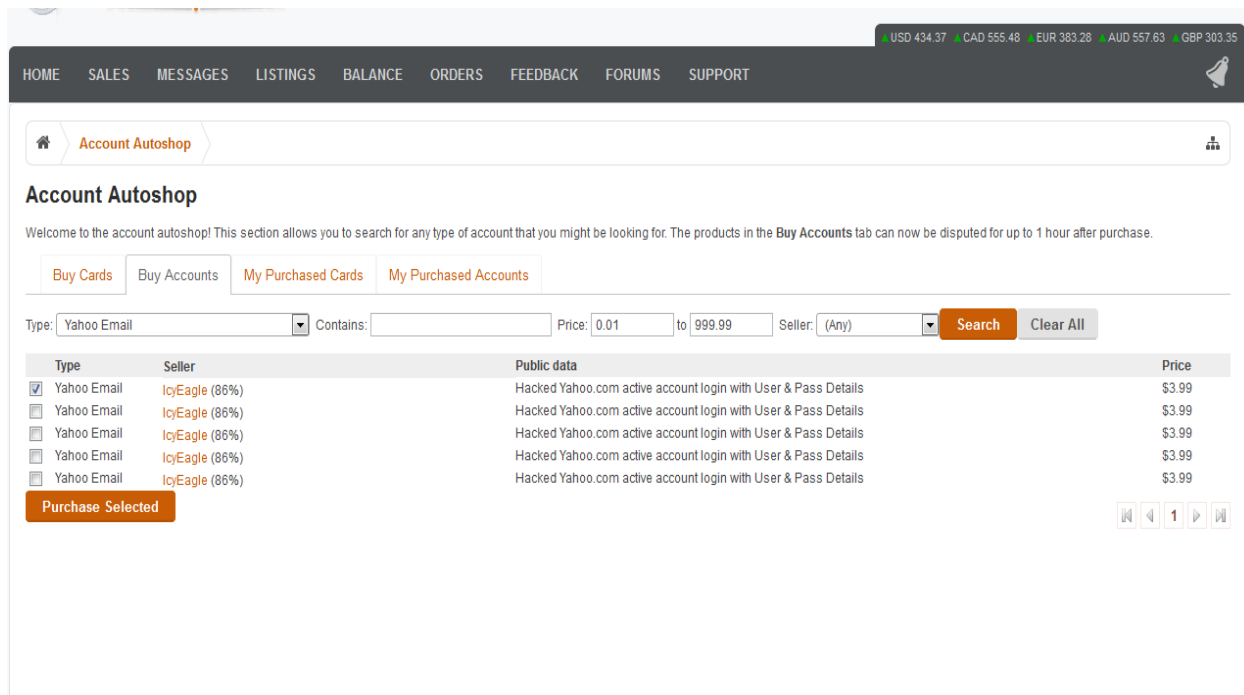 USD 434.37 CAD 555.48 EUR 383.28 AUD 557.63 GBP 303.35
HOME SALES MESSAGES LISTINGS BALANCE ORDERS FEEDBACK FORUMS SUPPORT
Account Autoshop
Account Autoshop
Welcome to the account autoshop! This section allows you to search for any type of account that you might be looking for. The products in the Buy Accounts tab can now be disputed for up to 1 hour after purchase.
Buy Cards Buy Accounts My Purchased Cards My Purchased Accounts
Type: Yahoo Email Contains: Price: 0.01 to 999.99 Seller: (Any) Search Clear All
Type Seller Public data Price
Yahoo Email IcyEagle (86%) Hacked Yahoo.com active account login with User & Pass Details $3.99
Yahoo Email IcyEagle (86%) Hacked Yahoo.com active account login with User & Pass Details $3.99
Yahoo Email IcyEagle (86%) Hacked Yahoo.com active account login with User & Pass Details $3.99
Yahoo Email IcyEagle (86%) Hacked Yahoo.com active account login with User & Pass Details $3.99
Yahoo Email IcyEagle (86%) Hacked Yahoo.com active account login with User & Pass Details $3.99
Purchase Selected
1